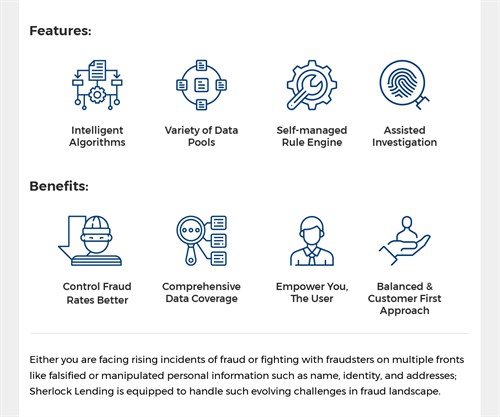 Features:
Intelligent Algorithms
Variety of Data Pools
Self-managed Rule Engine
Assisted Investigation
Benefits:
Control Fraud Rates Better
Comprehensive Data Coverage
Empower You, The User
Balanced & Customer First Approach
Either you are facing rising incidents of fraud or fighting with fraudsters on multiple fronts
like falsified or manipulated personal information such as name, identity, and addresses;
Sherlock Lending is equipped to handle such evolving challenges in fraud landscape.